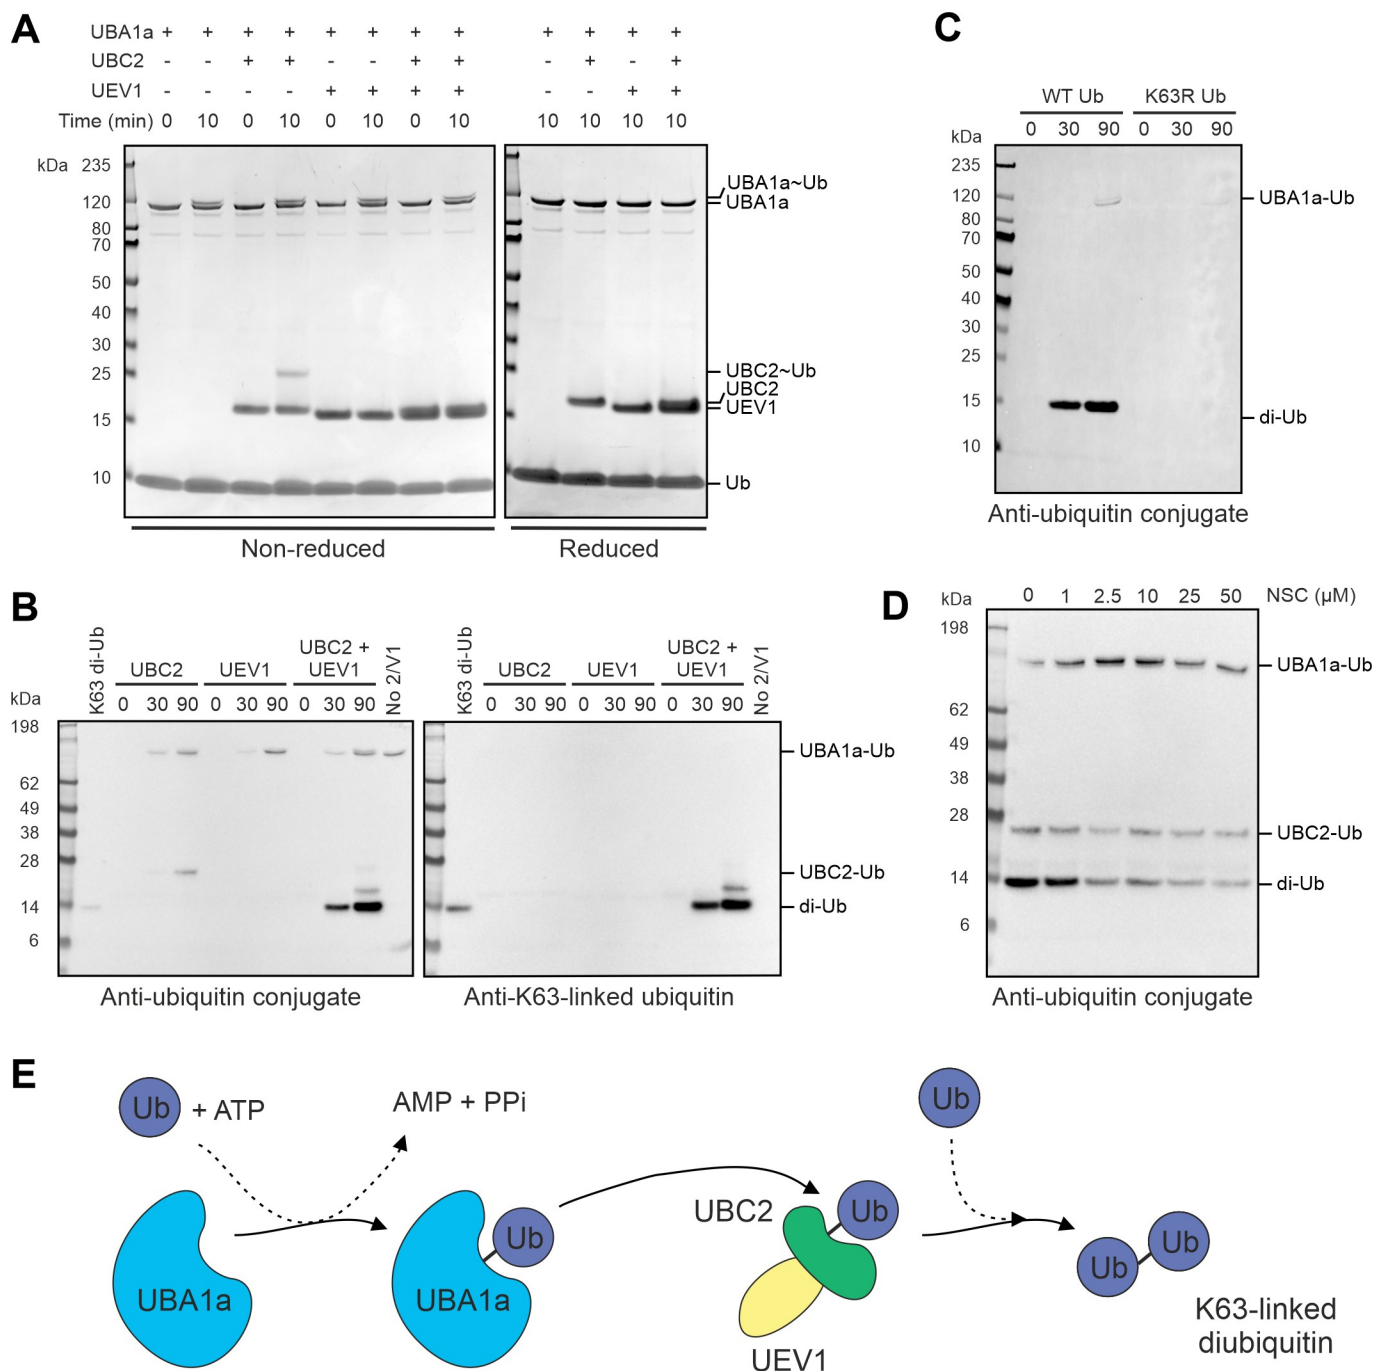 A
UBA1a + + + + + + + + + + + +
UBC2 - - + + - - + + - + - +
UEV1 - - - - + + + + - - + +
Time (min) 0 10 0 10 0 10 0 10 10 10 10 10
kDa
235
120
80
70
50
40
30
25
15
10
UBA1a~Ub
UBA1a
UBC2~Ub
UBC2
UEV1
Ub
Non-reduced
Reduced
B
K63 di-Ub
UBC2
UEV1
UBC2 +
UEV1
No 2/V1
0 30 90 0 30 90 0 30 90
kDa
198
62
49
38
28
14
6
K63 di-Ub
UBC2
UEV1
UBC2 +
UEV1
No 2/V1
0 30 90 0 30 90 0 30 90
UBA1a-Ub
UBC2-Ub
di-Ub
Anti-ubiquitin conjugate
Anti-K63-linked ubiquitin
C
WT Ub K63R Ub
0 30 90 0 30 90
kDa
235
120
80
70
50
40
30
25
15
10
UBA1a-Ub
di-Ub
Anti-ubiquitin conjugate
D
kDa
0 1 2.5 10 25 50 NSC (µM)
198
62
49
38
28
14
6
UBA1a-Ub
UBC2-Ub
di-Ub
Anti-ubiquitin conjugate
E
Ub + ATP
AMP + PPi
UBA1a
Ub
UBA1a
UBC2
Ub
UEV1
Ub
Ub
Ub
K63-linked
diubiquitin